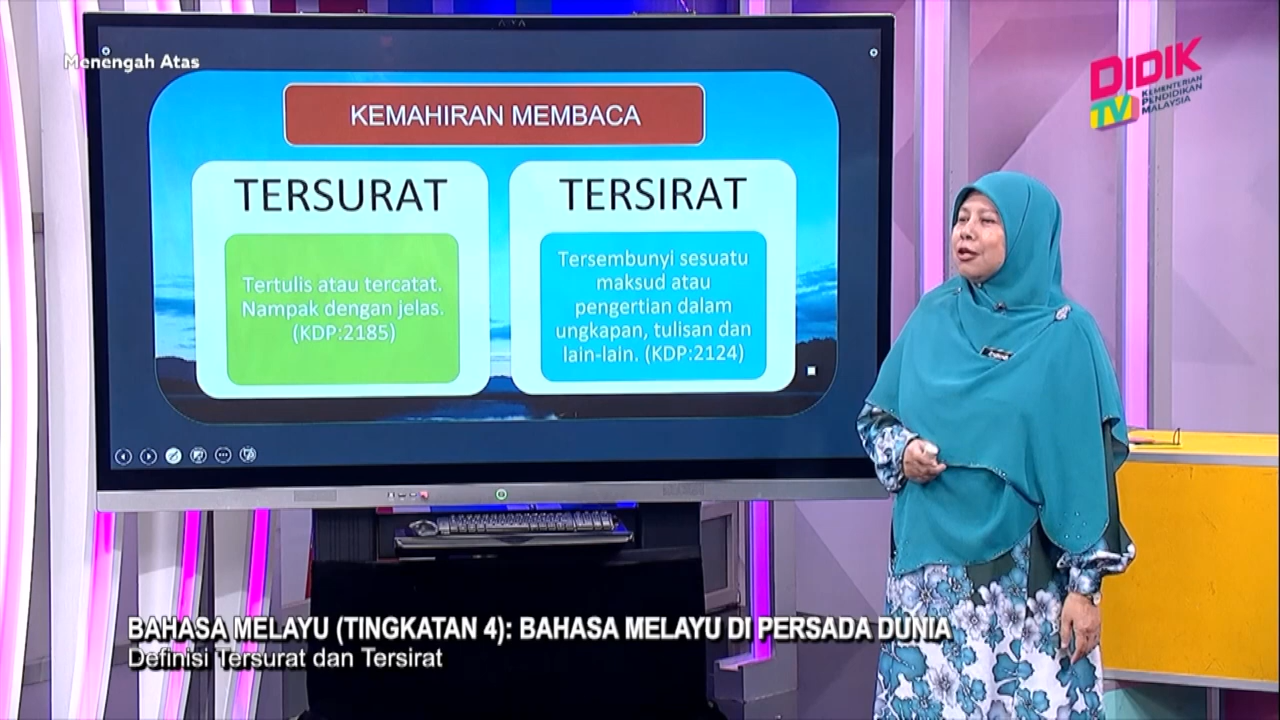 Menengah Atas
DIDIK
TV
KEMENTERIAN
PENDIDIKAN
MALAYSIA
KEMAHIRAN MEMBACA
TERSURAT
Tertulis atau tercatat.
Nampak dengan jelas.
(KDP:2185)
TERSIRAT
Tersembunyi sesuatu
maksud atau
pengertian dalam
ungkapan, tulisan dan
lain-lain. (KDP:2124)
BAHASA MELAYU (TINGKATAN 4): BAHASA MELAYU DI PERSADA DUNIA
Definisi Tersurat dan Tersirat